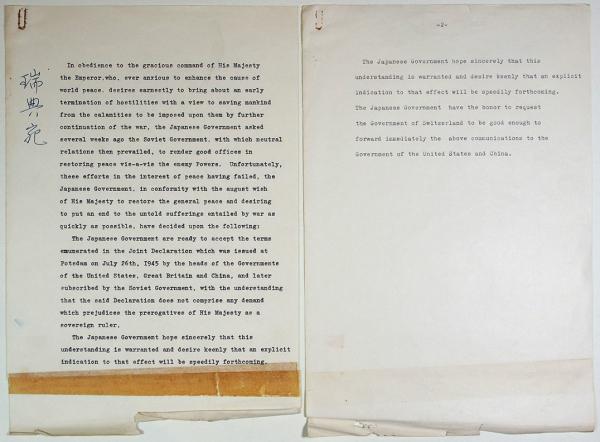 瑞典宛
In obedience to the gracious command of His Majesty
the Emperor,who, ever anxious to enhance the cause of
world peace, desires earnestly to bring about an early
termination of hostilities with a view to saving mankind
from the calamities to be imposed upon them by further
continuation of the war, the Japanese Government asked
several weeks ago the Soviet Government, with which neutral
relations then prevailed, to render good offices in
restoring peace vis-a-vis the enemy Powers. Unfortunately,
these efforts in the interest of peace having failed, the
Japanese Government, in conformity with the august wish
of His Majesty to restore the general peace and desiring
to put an end to the untold sufferings entailed by war as
quickly as possible, have decided upon the following:
The Japanese Government are ready to accept the terms
enumerated in the Joint Declaration which was issued at
Potsdam on July 26th, 1945 by the heads of the Governments
of the United States, Great Britain and China, and later
subscribed by the Soviet Government, with the understanding
that the said Declaration does not comprise any demand
which prejudices the prerogatives of His Majesty as a
sovereign ruler.
The Japanese Government hope sincerely that this
understanding is warranted and desire keenly that an explicit
indication to that effect will be speedily forthcoming.
-2-
The Japanese Government hope sincerely that this
understanding is warranted and desire keenly that an explicit
indication to that effect will be speedily forthcoming.
The Japanese Government have the honor to request
the Government of Switzerland to be good enough to
forward immediately the above communications to the
Government of the United States and China.